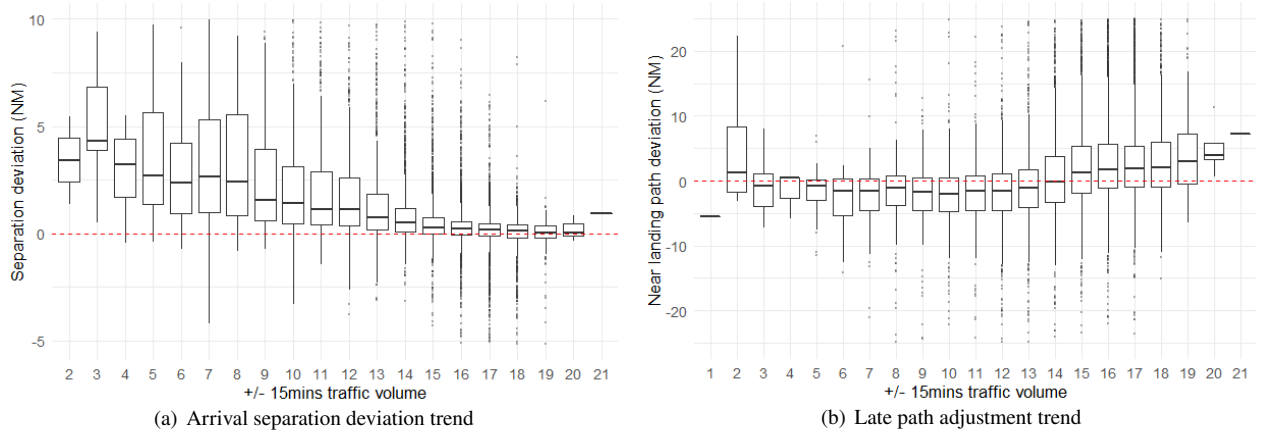 Separation deviation (NM)
10
5
0
-5
2 3 4 5 6 7 8 9 10 11 12 13 14 15 16 17 18 19 20 21
+/- 15mins traffic volume
(a) Arrival separation deviation trend
Near landing path deviation (NM)
20
10
0
-10
-20
1 2 3 4 5 6 7 8 9 10 11 12 13 14 15 16 17 18 19 20 21
+/- 15mins traffic volume
(b) Late path adjustment trend